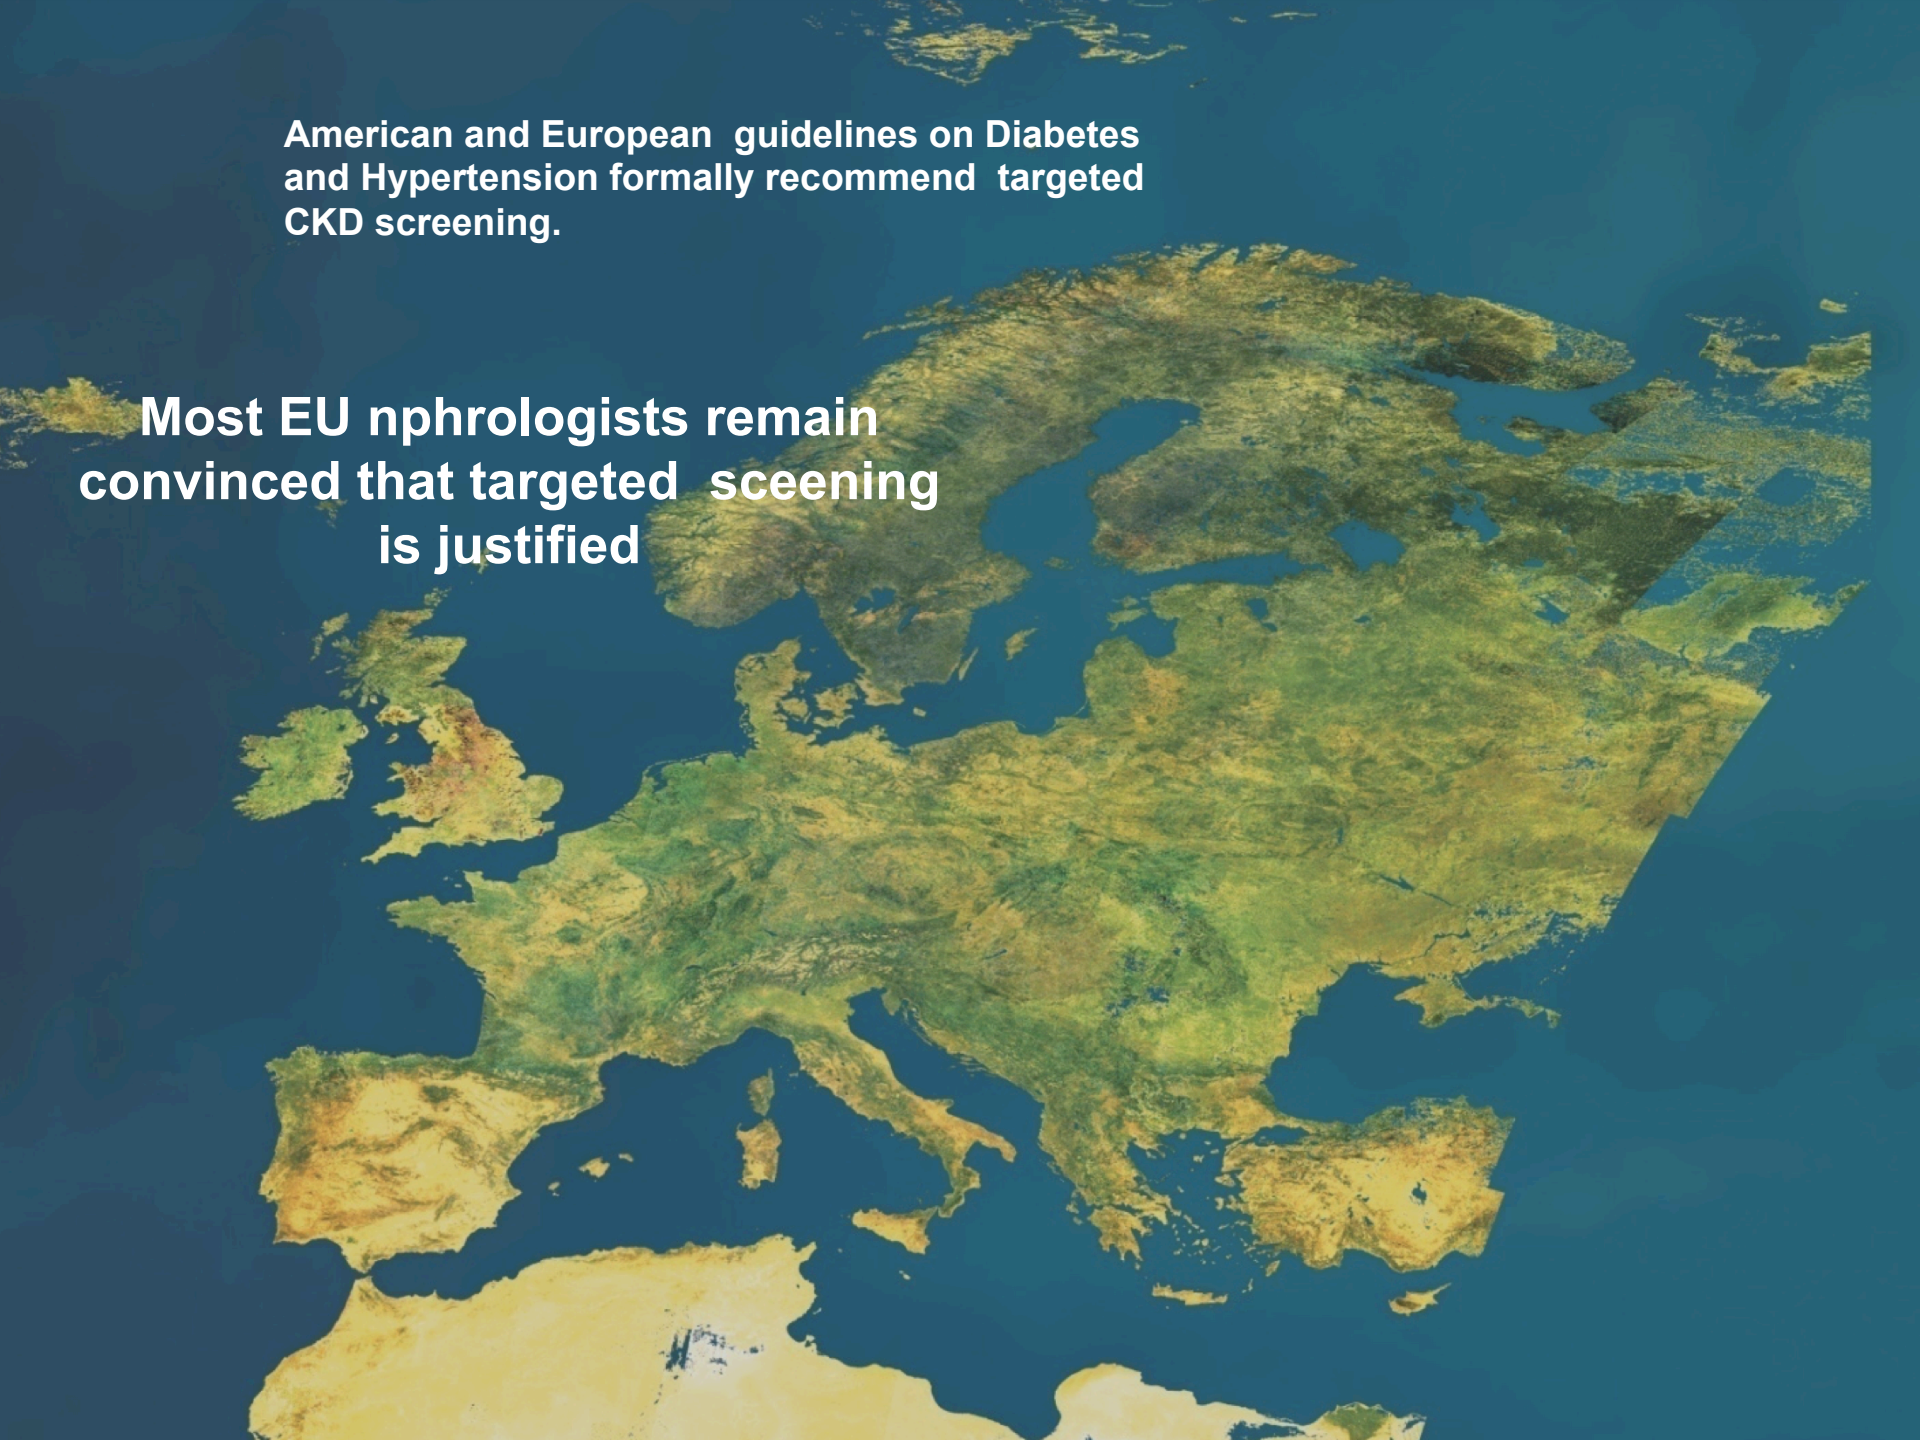 American and European  guidelines on Diabetes
and Hypertension formally recommend  targeted
CKD screening.
Most EU nphrologists remain
convinced that targeted  sceening
is justified